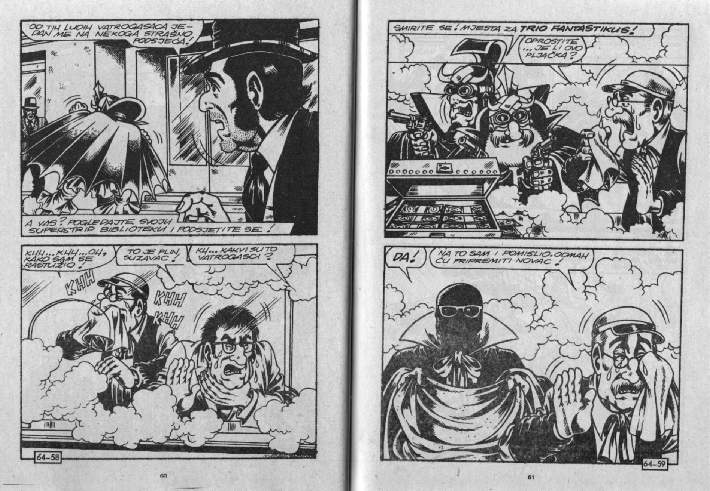 OD TIH LUDIH VATROGASACA JE-
DAN ME NA NEKOGA STRAŠNO
PODSJEĆA!
A VAS? POGLEDAJTE SVOJU
SUPERSTRIP BIBLIOTEKU I PODSJETITE SE!
KHH...KHH...OH,
KAKO SAM SE
RASTUŽIO!
TO JE PLIN
SUZAVAC!
KH... KAKVI SU TO
VATROGASCI?
KHH
KHH
KHH
64-58
60
SMIRITE SE! MJESTA ZA TRIO FANTASTIKUS!
OPROSTITE
...JE LI OVO
PLJAČKA?
DA!
NA TO SAM I POMISLIO, ODMAH
ĆU PRIPREMITI NOVAC!
64-59
61